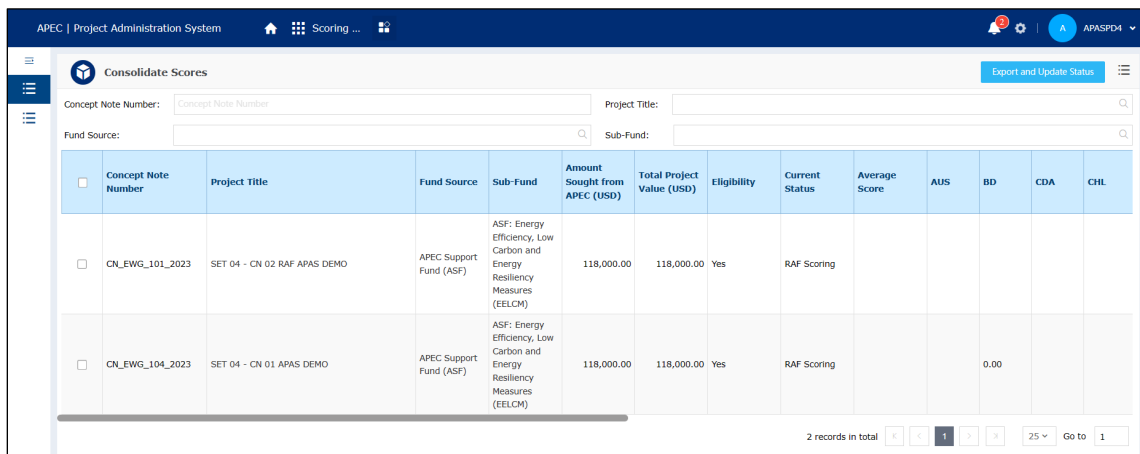 APEC | Project Administration System
Scoring ...
2
A
APASPD4
Consolidate Scores
Export and Update Status
Concept Note Number:
Concept Note Number
Project Title:
Fund Source:
Sub-Fund:
Concept Note
Number
Project Title
Fund Source
Sub-Fund
Amount
Sought from
APEC (USD)
Total Project
Value (USD)
Eligibility
Current
Status
Average
Score
AUS
BD
CDA
CHL
CN_EWG_101_2023
SET 04 - CN 02 RAF APAS DEMO
APEC Support
Fund (ASF)
ASF: Energy
Efficiency, Low
Carbon and
Energy
Resiliency
Measures
(EELCM)
118,000.00
118,000.00
Yes
RAF Scoring
CN_EWG_104_2023
SET 04 - CN 01 APAS DEMO
APEC Support
Fund (ASF)
ASF: Energy
Efficiency, Low
Carbon and
Energy
Resiliency
Measures
(EELCM)
118,000.00
118,000.00
Yes
RAF Scoring
0.00
2 records in total
1
25
Go to
1